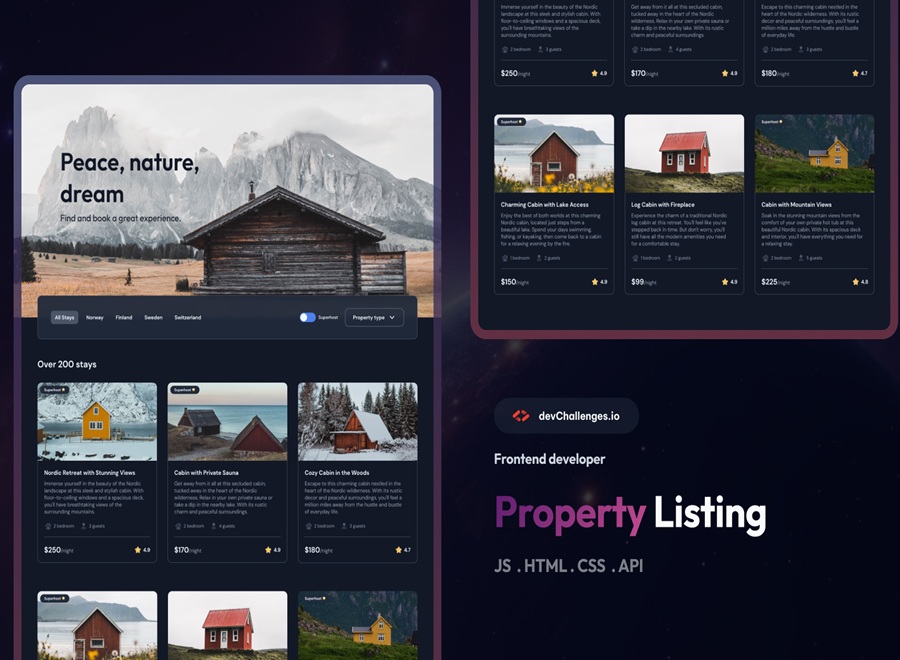 Peace, nature,
dream
Find and book a great experience.
All Stays
Norway
Finland
Sweden
Switzerland
Superhost
Property type
Over 200 stays
Superhost
Nordic Retreat with Stunning Views
Immerse yourself in the beauty of the Nordic
landscape at this sleek and stylish cabin. With
floor-to-ceiling windows and a spacious deck,
you'll have breathtaking views of the
surrounding mountains.
2 bedroom
3 guests
$250/night
4.9
Superhost
Cabin with Private Sauna
Get away from it all at this secluded cabin,
tucked away in the heart of the Nordic
wilderness. Relax in your own private sauna or
take a dip in the nearby lake. With its rustic
charm and peaceful surroundings.
2 bedroom
4 guests
$170/night
4.9
Cozy Cabin in the Woods
Escape to this charming cabin nestled in the
heart of the Nordic woods. With its rustic
decor and peaceful surroundings, you'll feel a
million miles away from the hustle and bustle
of everyday life.
2 bedroom
3 guests
$180/night
4.7
Superhost
Superhost
Immerse yourself in the beauty of the Nordic
landscape at this sleek and stylish cabin. With
floor-to-ceiling windows and a spacious deck,
you'll have breathtaking views of the
surrounding mountains.
2 bedroom
3 guests
$250/night
4.9
Get away from it all at this secluded cabin,
tucked away in the heart of the Nordic
wilderness. Relax in your own private sauna or
take a dip in the nearby lake. With its rustic
charm and peaceful surroundings.
2 bedroom
4 guests
$170/night
4.9
Escape to this charming cabin nestled in the
heart of the Nordic woods. With its rustic
decor and peaceful surroundings, you'll feel a
million miles away from the hustle and bustle
of everyday life.
2 bedroom
3 guests
$180/night
4.7
Superhost
Charming Cabin with Lake Access
Enjoy the best of both worlds at this charming
Nordic cabin, located just steps from a
beautiful lake. Spend your days swimming,
fishing, or kayaking, then come back to a cabin
for a relaxing evening by the fire.
1 bedroom
2 guests
$150/night
4.9
Log Cabin with Fireplace
Experience the charm of a traditional Nordic
log cabin at this retreat. You'll feel like you've
stepped back in time. But don't worry, you'll
still have all the modern amenities you need
for a comfortable stay.
1 bedroom
2 guests
$99/night
4.9
Superhost
Cabin with Mountain Views
Soak in the stunning mountain views from the
comfort of your own private hot tub at this
beautiful Nordic cabin. With its spacious deck
and interior, you'll have everything you need for
a relaxing stay.
2 bedroom
5 guests
$225/night
4.8
devChallenges.io
Frontend developer
Property Listing
JS . HTML . CSS . API